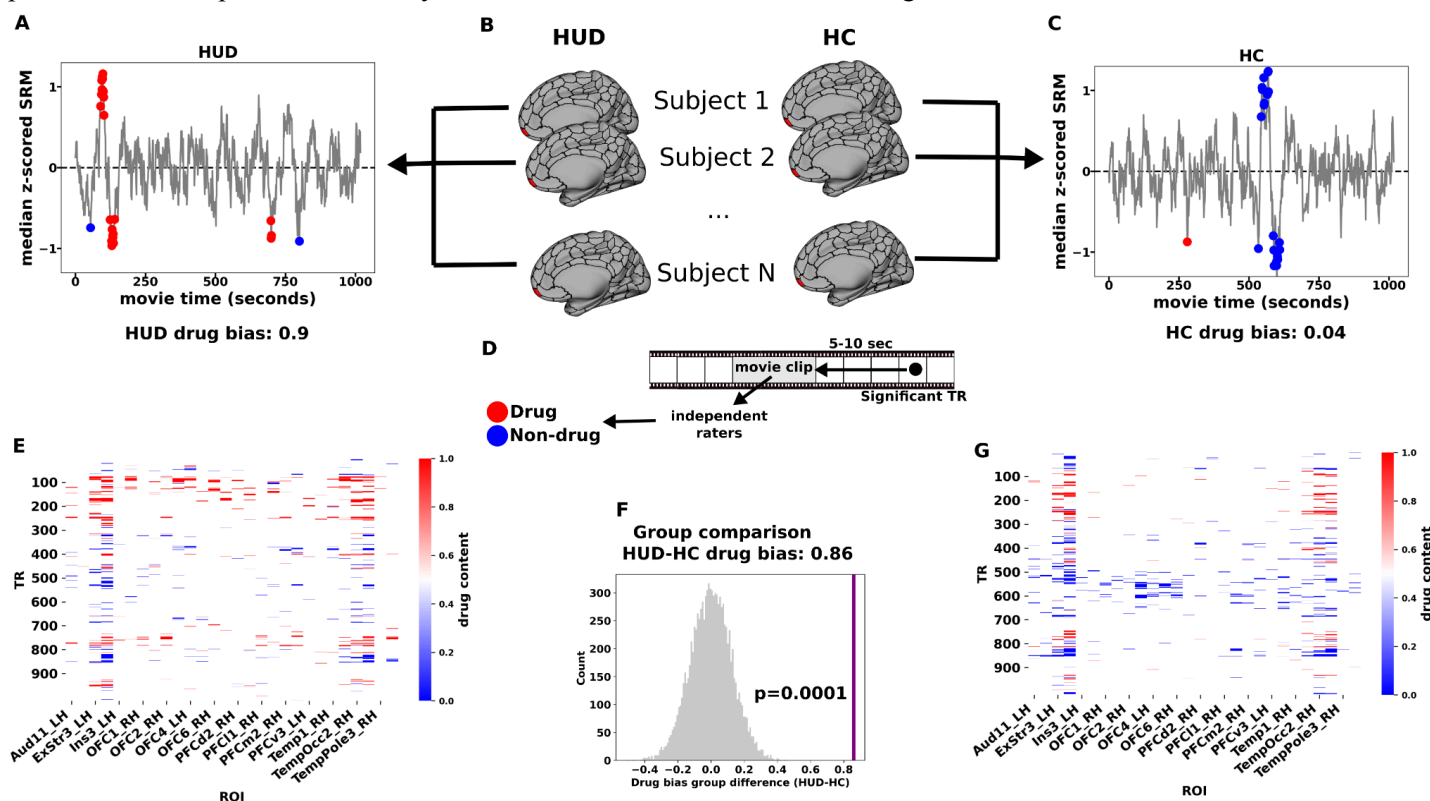 A
HUD
median z-scored SRM
1
0
−1
0
250
500
750
1000
movie time (seconds)
HUD drug bias: 0.9
B
HUD
HC
Subject 1
Subject 2
...
Subject N
C
HC
median z-scored SRM
1
0
−1
0
250
500
750
1000
movie time (seconds)
HC drug bias: 0.04
D
5-10 sec
movie clip
Significant TR
independent
raters
Drug
Non-drug
E
TR
100
200
300
400
500
600
700
800
900
Aud11_LH
ExStr3_LH
Ins3_LH
OFC1_RH
OFC2_RH
OFC4_LH
OFC6_RH
PFCd2_RH
PFCl1_RH
PFCm2_RH
PFCv3_LH
Temp1_RH
TempOcc2_RH
TempPole3_RH
ROI
1.0
0.8
0.6
0.4
0.2
0.0
drug content
F
Group comparison
HUD-HC drug bias: 0.86
Count
300
250
200
150
100
50
0
p=0.0001
−0.4
−0.2
0.0
0.2
0.4
0.6
0.8
Drug bias group difference (HUD-HC)
G
TR
100
200
300
400
500
600
700
800
900
Aud11_LH
ExStr3_LH
Ins3_LH
OFC1_RH
OFC2_RH
OFC4_LH
OFC6_RH
PFCd2_RH
PFCl1_RH
PFCm2_RH
PFCv3_LH
Temp1_RH
TempOcc2_RH
TempPole3_RH
ROI
1.0
0.8
0.6
0.4
0.2
0.0
drug content